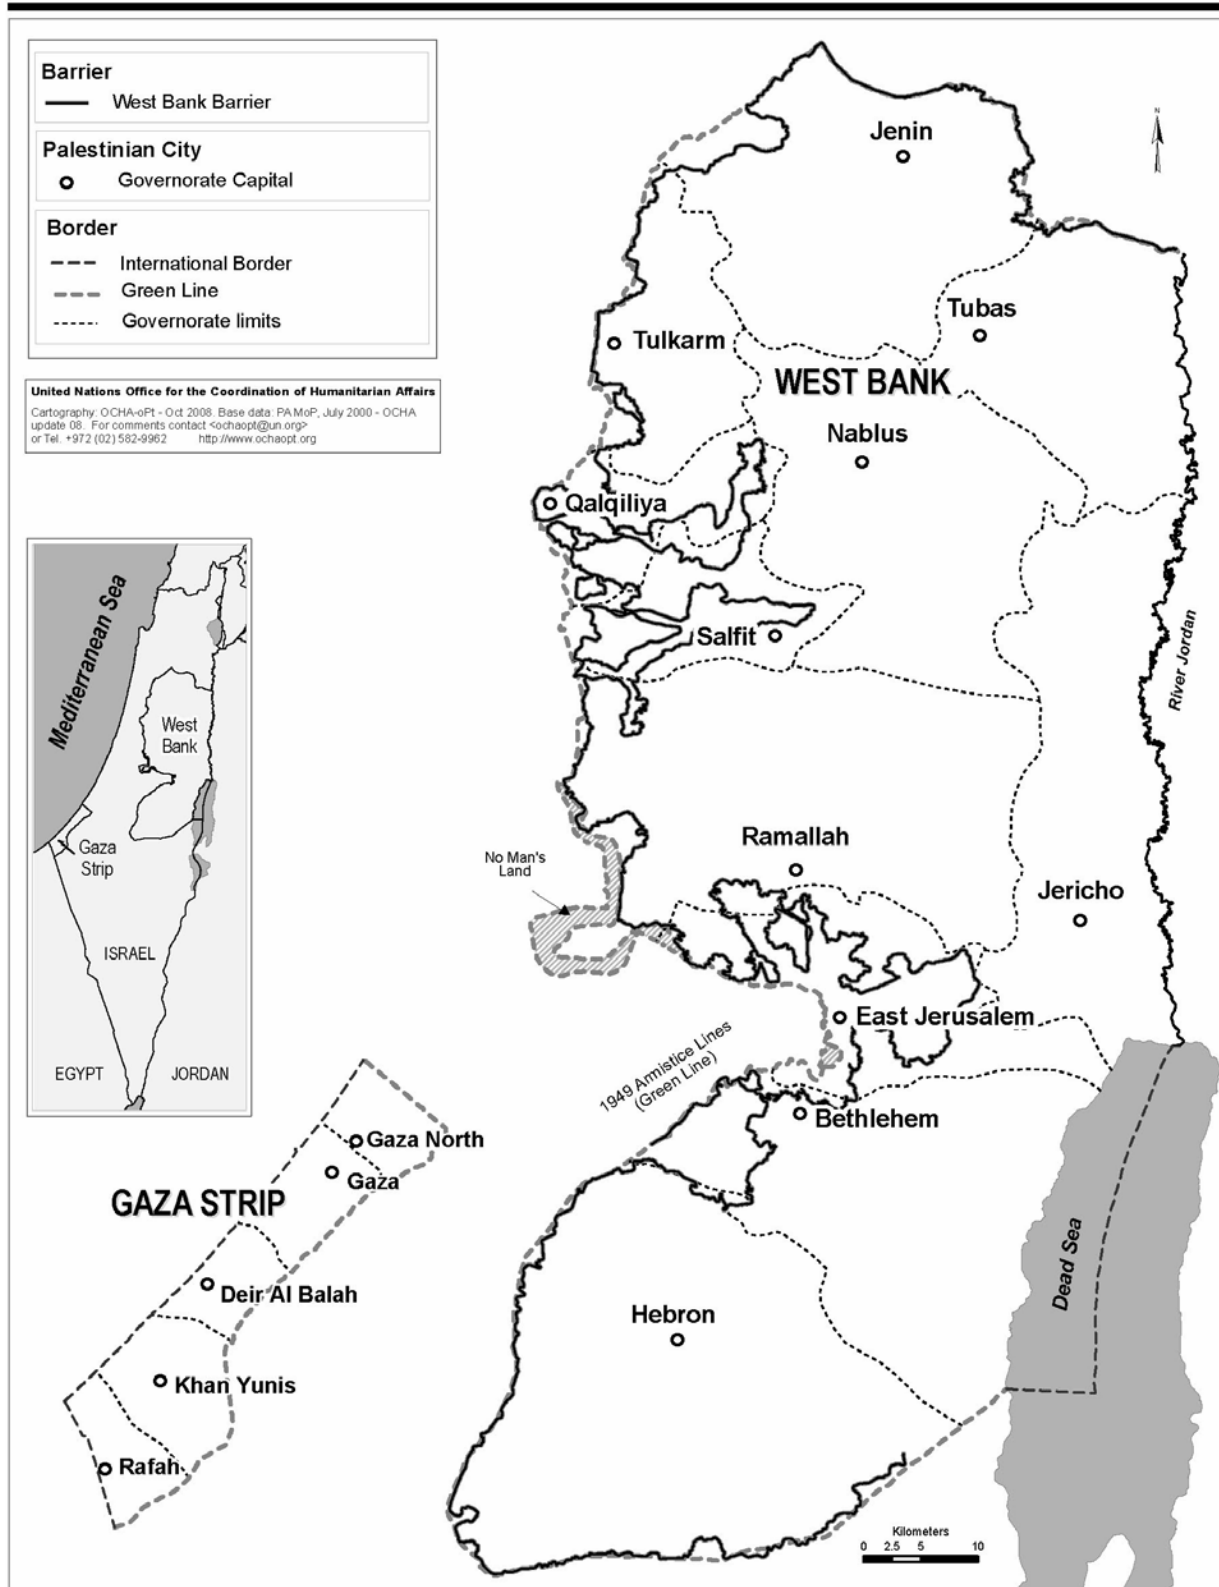 Barrier
West Bank Barrier
Palestinian City
Governorate Capital
Border
International Border
Green Line
Governorate limits
United Nations Office for the Coordination of Humanitarian Affairs
Cartography: OCHA-oPt - Oct 2008. Base data: PA MoP, July 2000 - OCHA
update 08. For comments contact <ochaopt@un.org>
or Tel. +972 (02) 582-9962 http://www.ochaopt.org
N
Jenin
Tubas
Tulkarm
WEST BANK
Nablus
Qalqiliya
Salfit
River Jordan
Mediterranean Sea
West
Bank
Gaza
Strip
ISRAEL
EGYPT
JORDAN
Ramallah
No Man's
Land
Jericho
East Jerusalem
1949 Armistice Lines
(Green Line)
Bethlehem
Gaza North
Gaza
GAZA STRIP
Deir Al Balah
Khan Yunis
Rafah
Hebron
Dead Sea
Kilometers
0 2.5 5 10